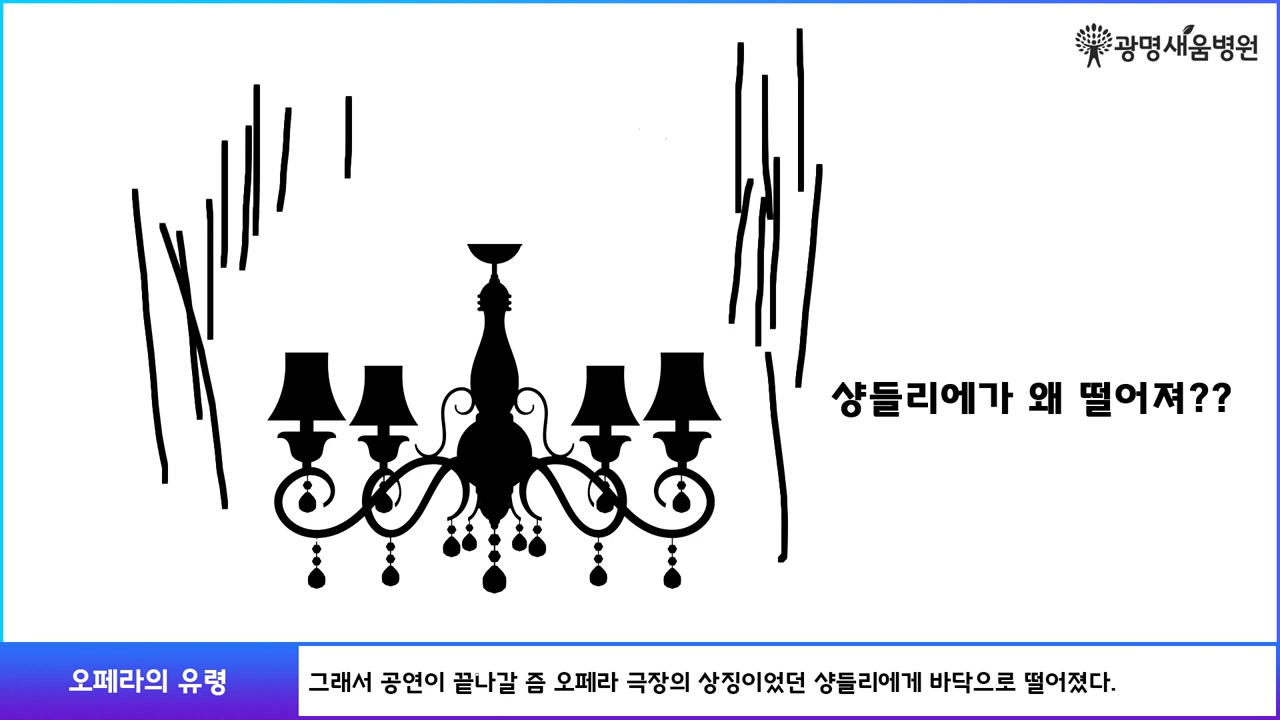 광명새움병원
샹들리에가 왜 떨어져??
오페라의 유령
그래서 공연이 끝나갈 즘 오페라 극장의 상징이었던 샹들리에게 바닥으로 떨어졌다.